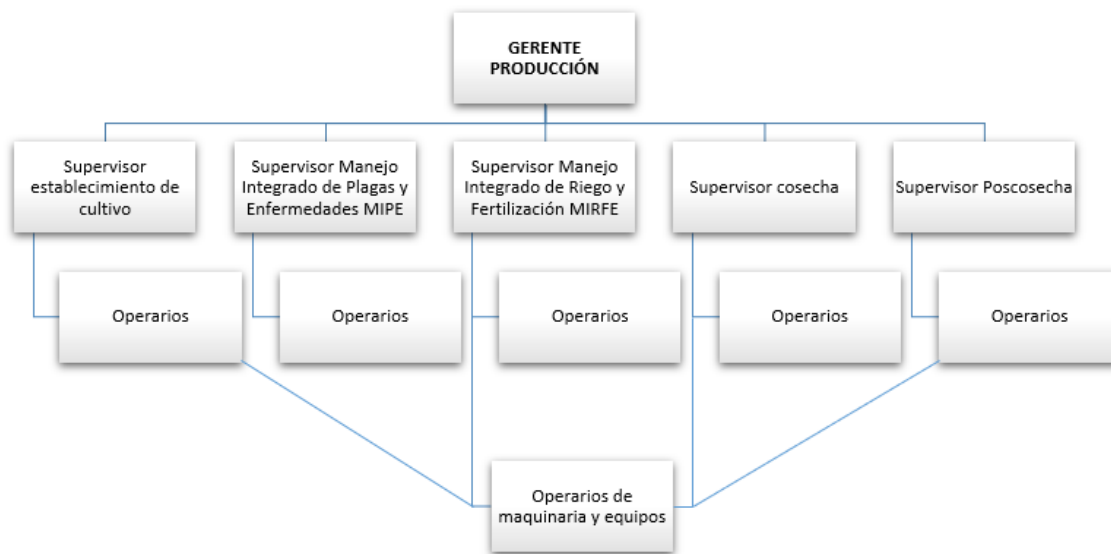 GERENTE
PRODUCCIÓN
Supervisor
establecimiento de
cultivo
Supervisor Manejo
Integrado de Plagas y
Enfermedades MIPE
Supervisor Manejo
Integrado de Riego y
Fertilización MIRFE
Supervisor cosecha
Supervisor Poscosecha
Operarios
Operarios
Operarios
Operarios
Operarios
Operarios de
maquinaria y equipos